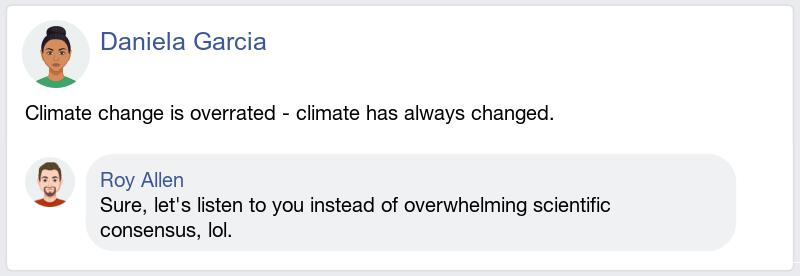 Daniela Garcia
Climate change is overrated - climate has always changed.
Roy Allen
Sure, let's listen to you instead of overwhelming scientific
consensus, lol.